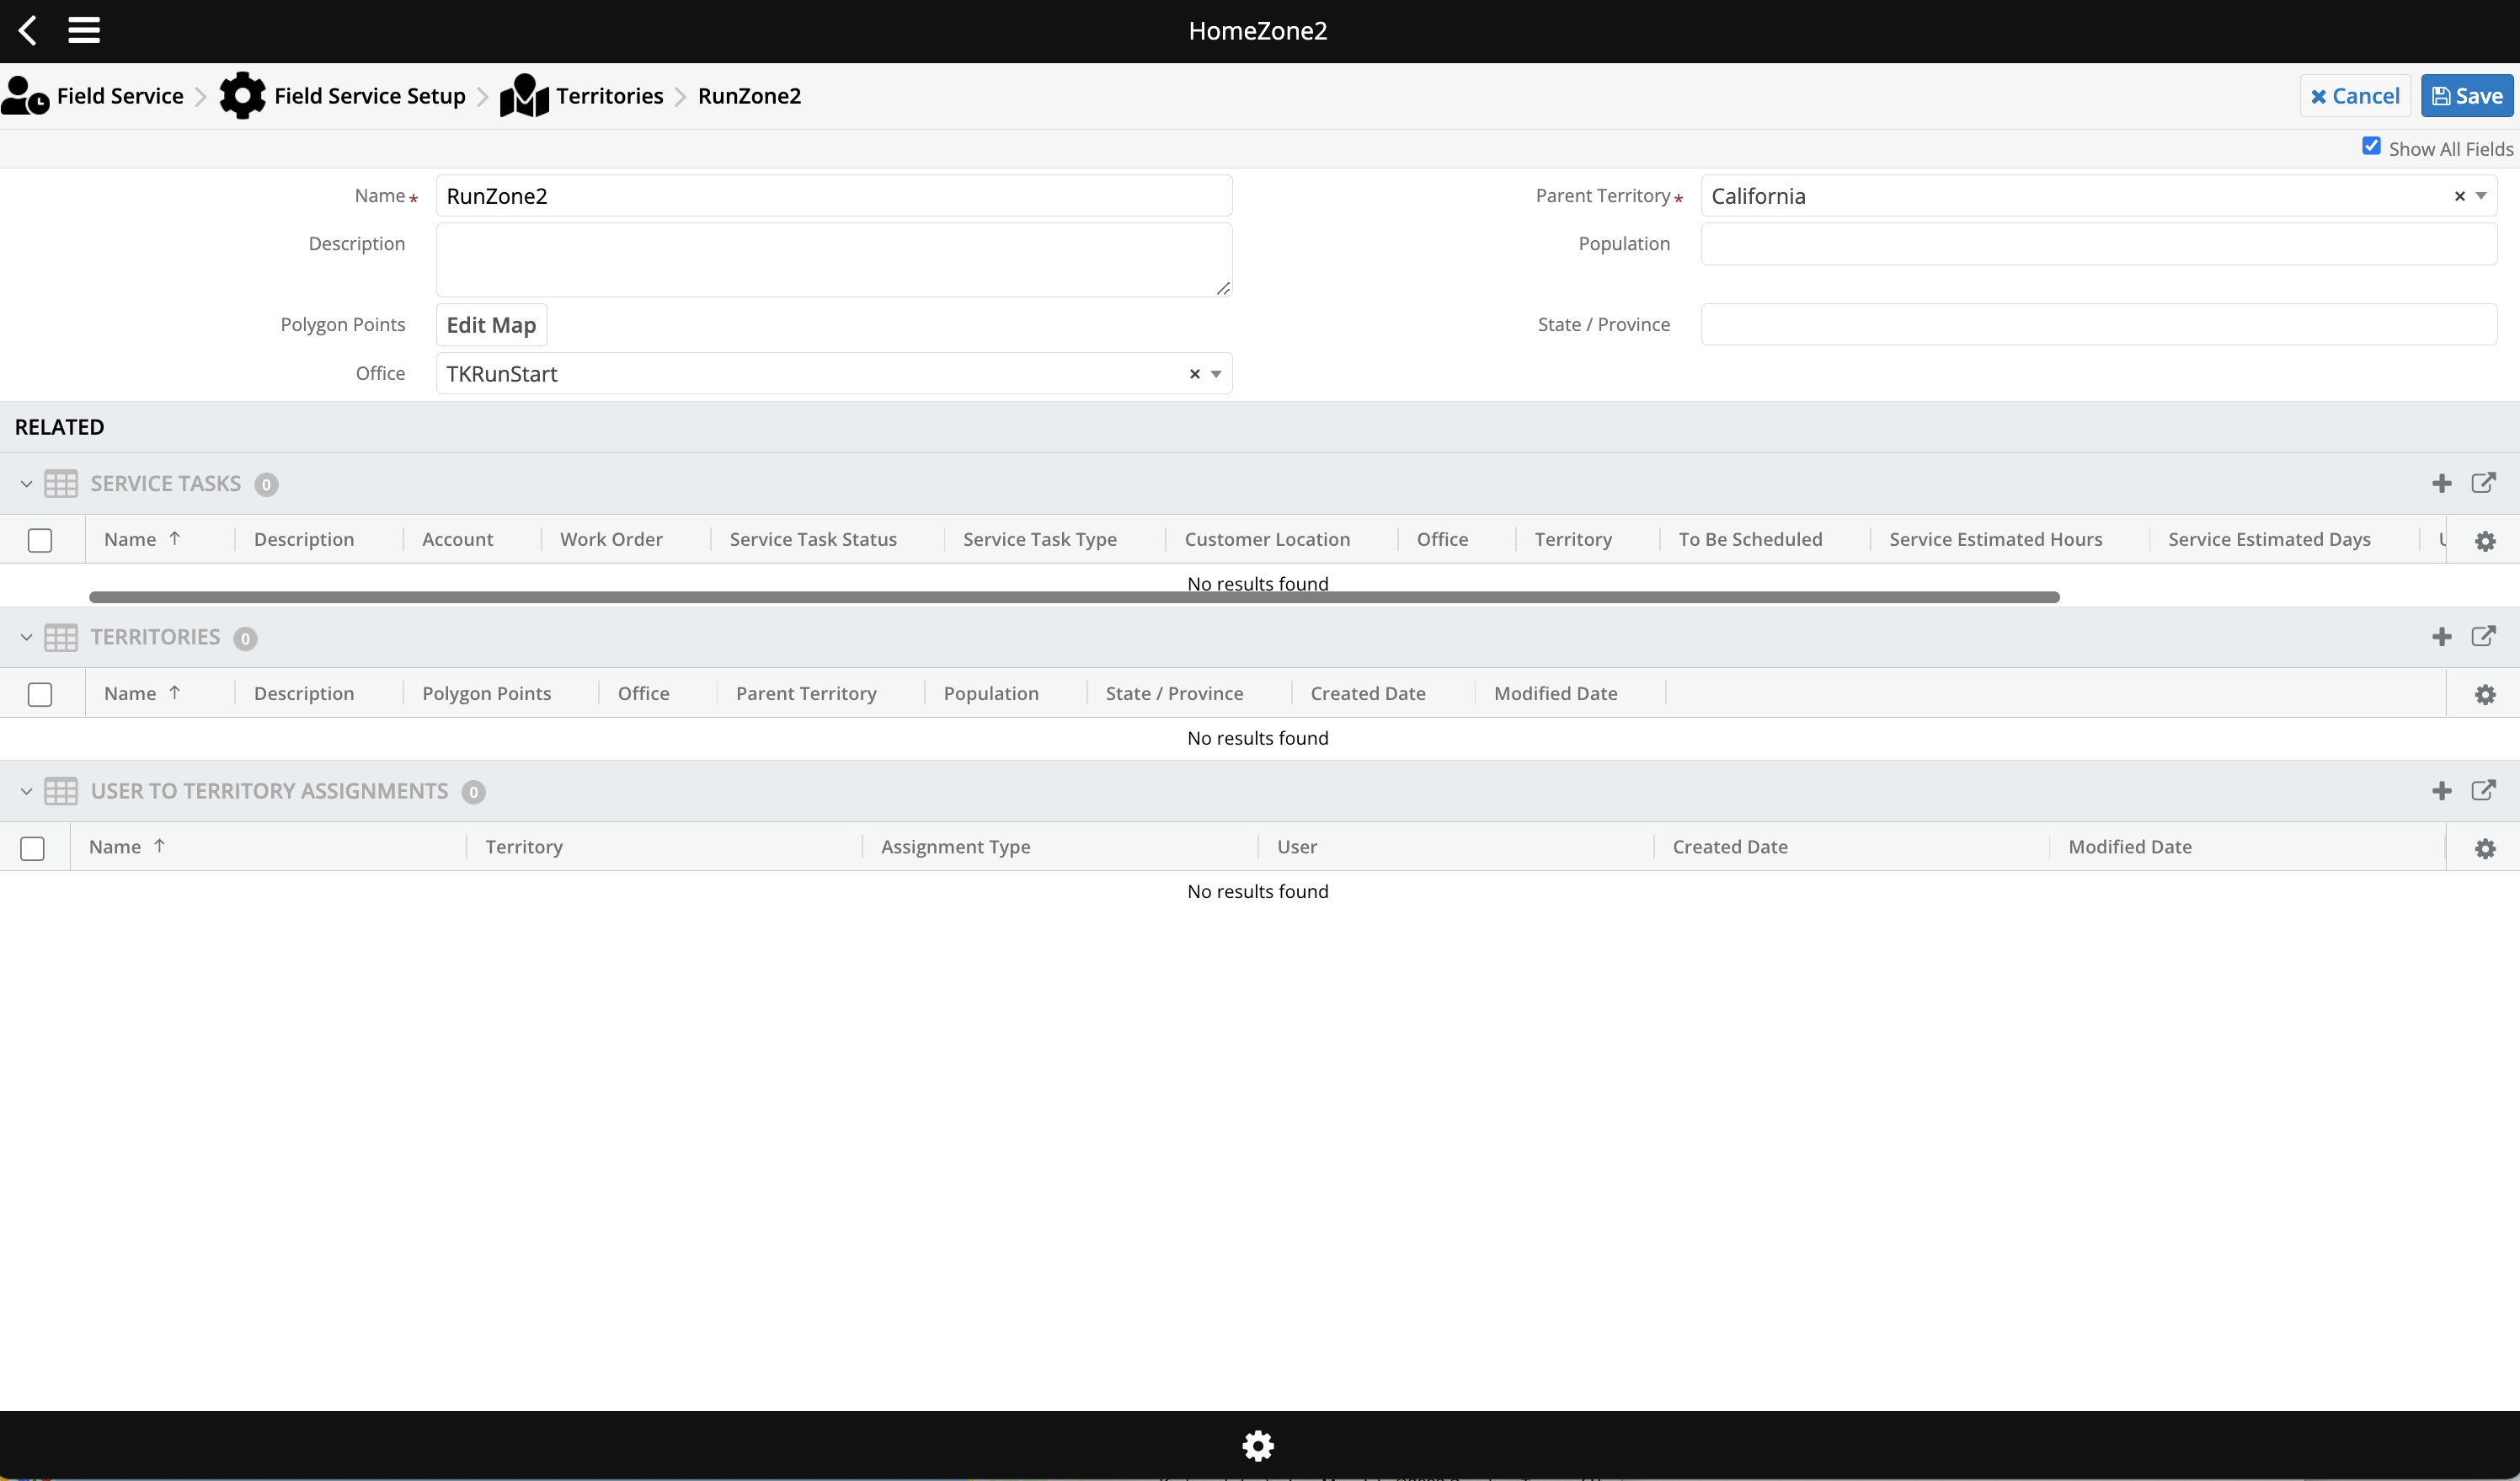 HomeZone2
Field Service Field Service Setup Territories RunZone2 Cancel Save
Show All Fields
Name* RunZone2 Parent Territory* California
Description Population
Polygon Points Edit Map State / Province
Office TKRunStart
RELATED
SERVICE TASKS 0
Name Description Account Work Order Service Task Status Service Task Type Customer Location Office Territory To Be Scheduled Service Estimated Hours Service Estimated Days
No results found
TERRITORIES 0
Name Description Polygon Points Office Parent Territory Population State / Province Created Date Modified Date
No results found
USER TO TERRITORY ASSIGNMENTS 0
Name Territory Assignment Type User Created Date Modified Date
No results found